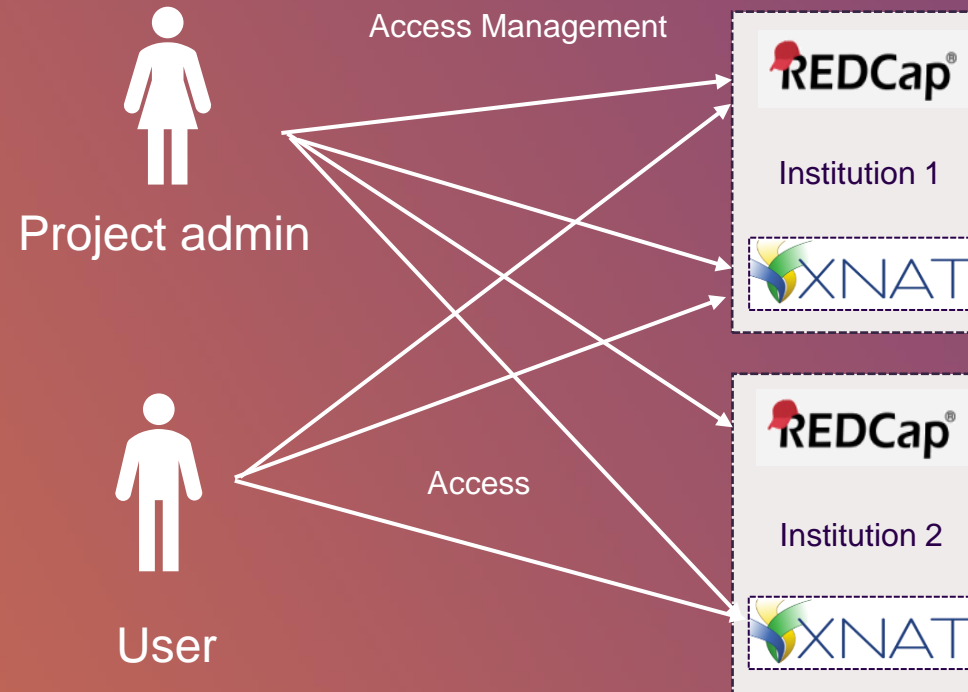 Access Management
REDCap®
Institution 1
XNAT
Project admin
REDCap®
Access
Institution 2
XNAT
User